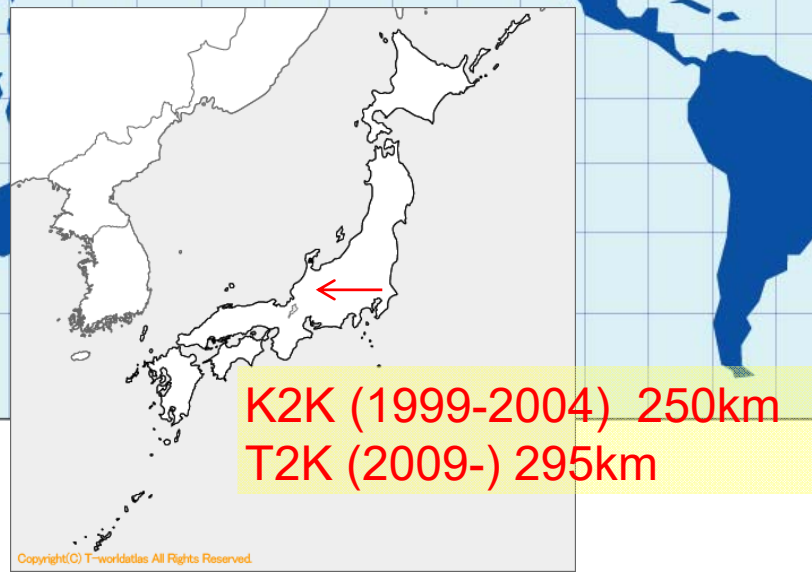 K2K (1999-2004) 250km
T2K (2009-) 295km
Copyright(C) T-worldatlas All Rights Reserved.